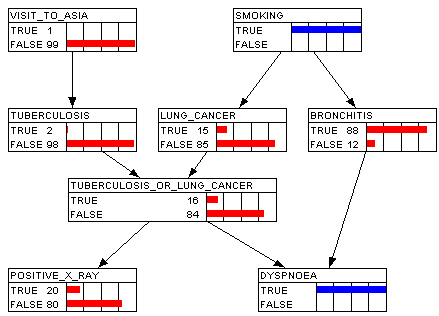 VISIT_TO_ASIA
TRUE 1
FALSE 99
SMOKING
TRUE
FALSE
TUBERCULOSIS
TRUE 2
FALSE 98
LUNG_CANCER
TRUE 15
FALSE 85
BRONCHITIS
TRUE 88
FALSE 12
TUBERCULOSIS_OR_LUNG_CANCER
TRUE 16
FALSE 84
POSITIVE_X_RAY
TRUE 20
FALSE 80
DYSPNOEA
TRUE
FALSE